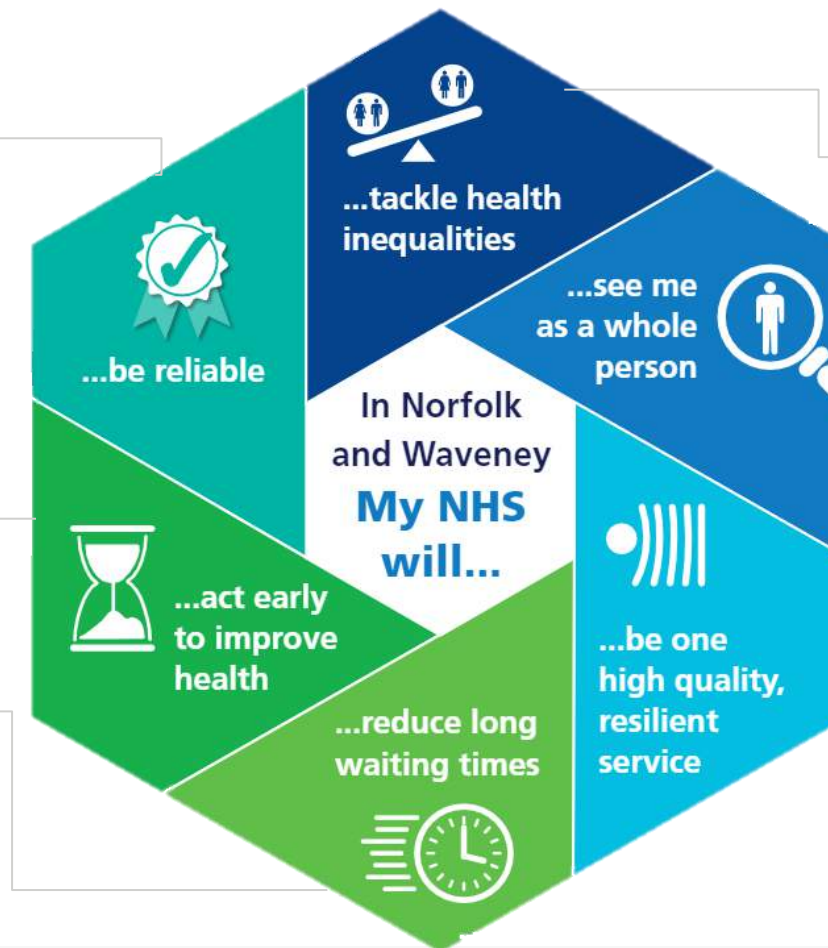 In Norfolk
and Waveney
My NHS
will...
...tackle health
inequalities
...see me
as a whole
person
...be one
high quality,
resilient
service
...reduce long
waiting times
...act early
to improve
health
...be reliable